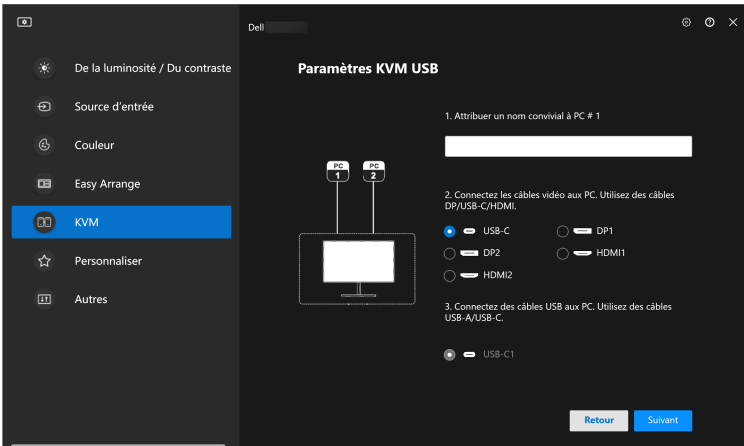 Dell
De la luminosité / Du contraste
Source d'entrée
Couleur
Easy Arrange
KVM
Personnaliser
Autres
Paramètres KVM USB
PC
1
PC
2
1. Attribuer un nom convivial à PC # 1
2. Connectez les câbles vidéo aux PC. Utilisez des câbles
DP/USB-C/HDMI.
USB-C
DP1
DP2
HDMI1
HDMI2
3. Connectez des câbles USB aux PC. Utilisez des câbles
USB-A/USB-C.
USB-C1
Retour
Suivant